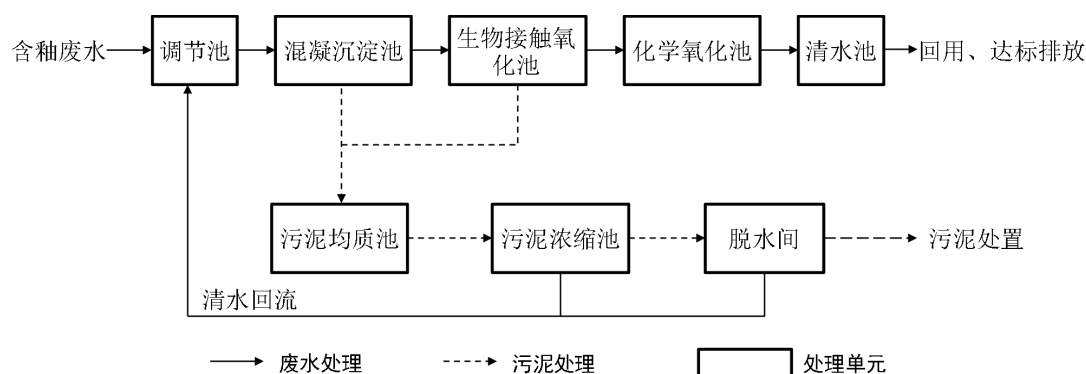 含釉废水
调节池
混凝沉淀池
生物接触氧
化池
化学氧化池
清水池
回用、达标排放
污泥均质池
污泥浓缩池
脱水间
污泥处置
清水回流
废水处理
污泥处理
处理单元